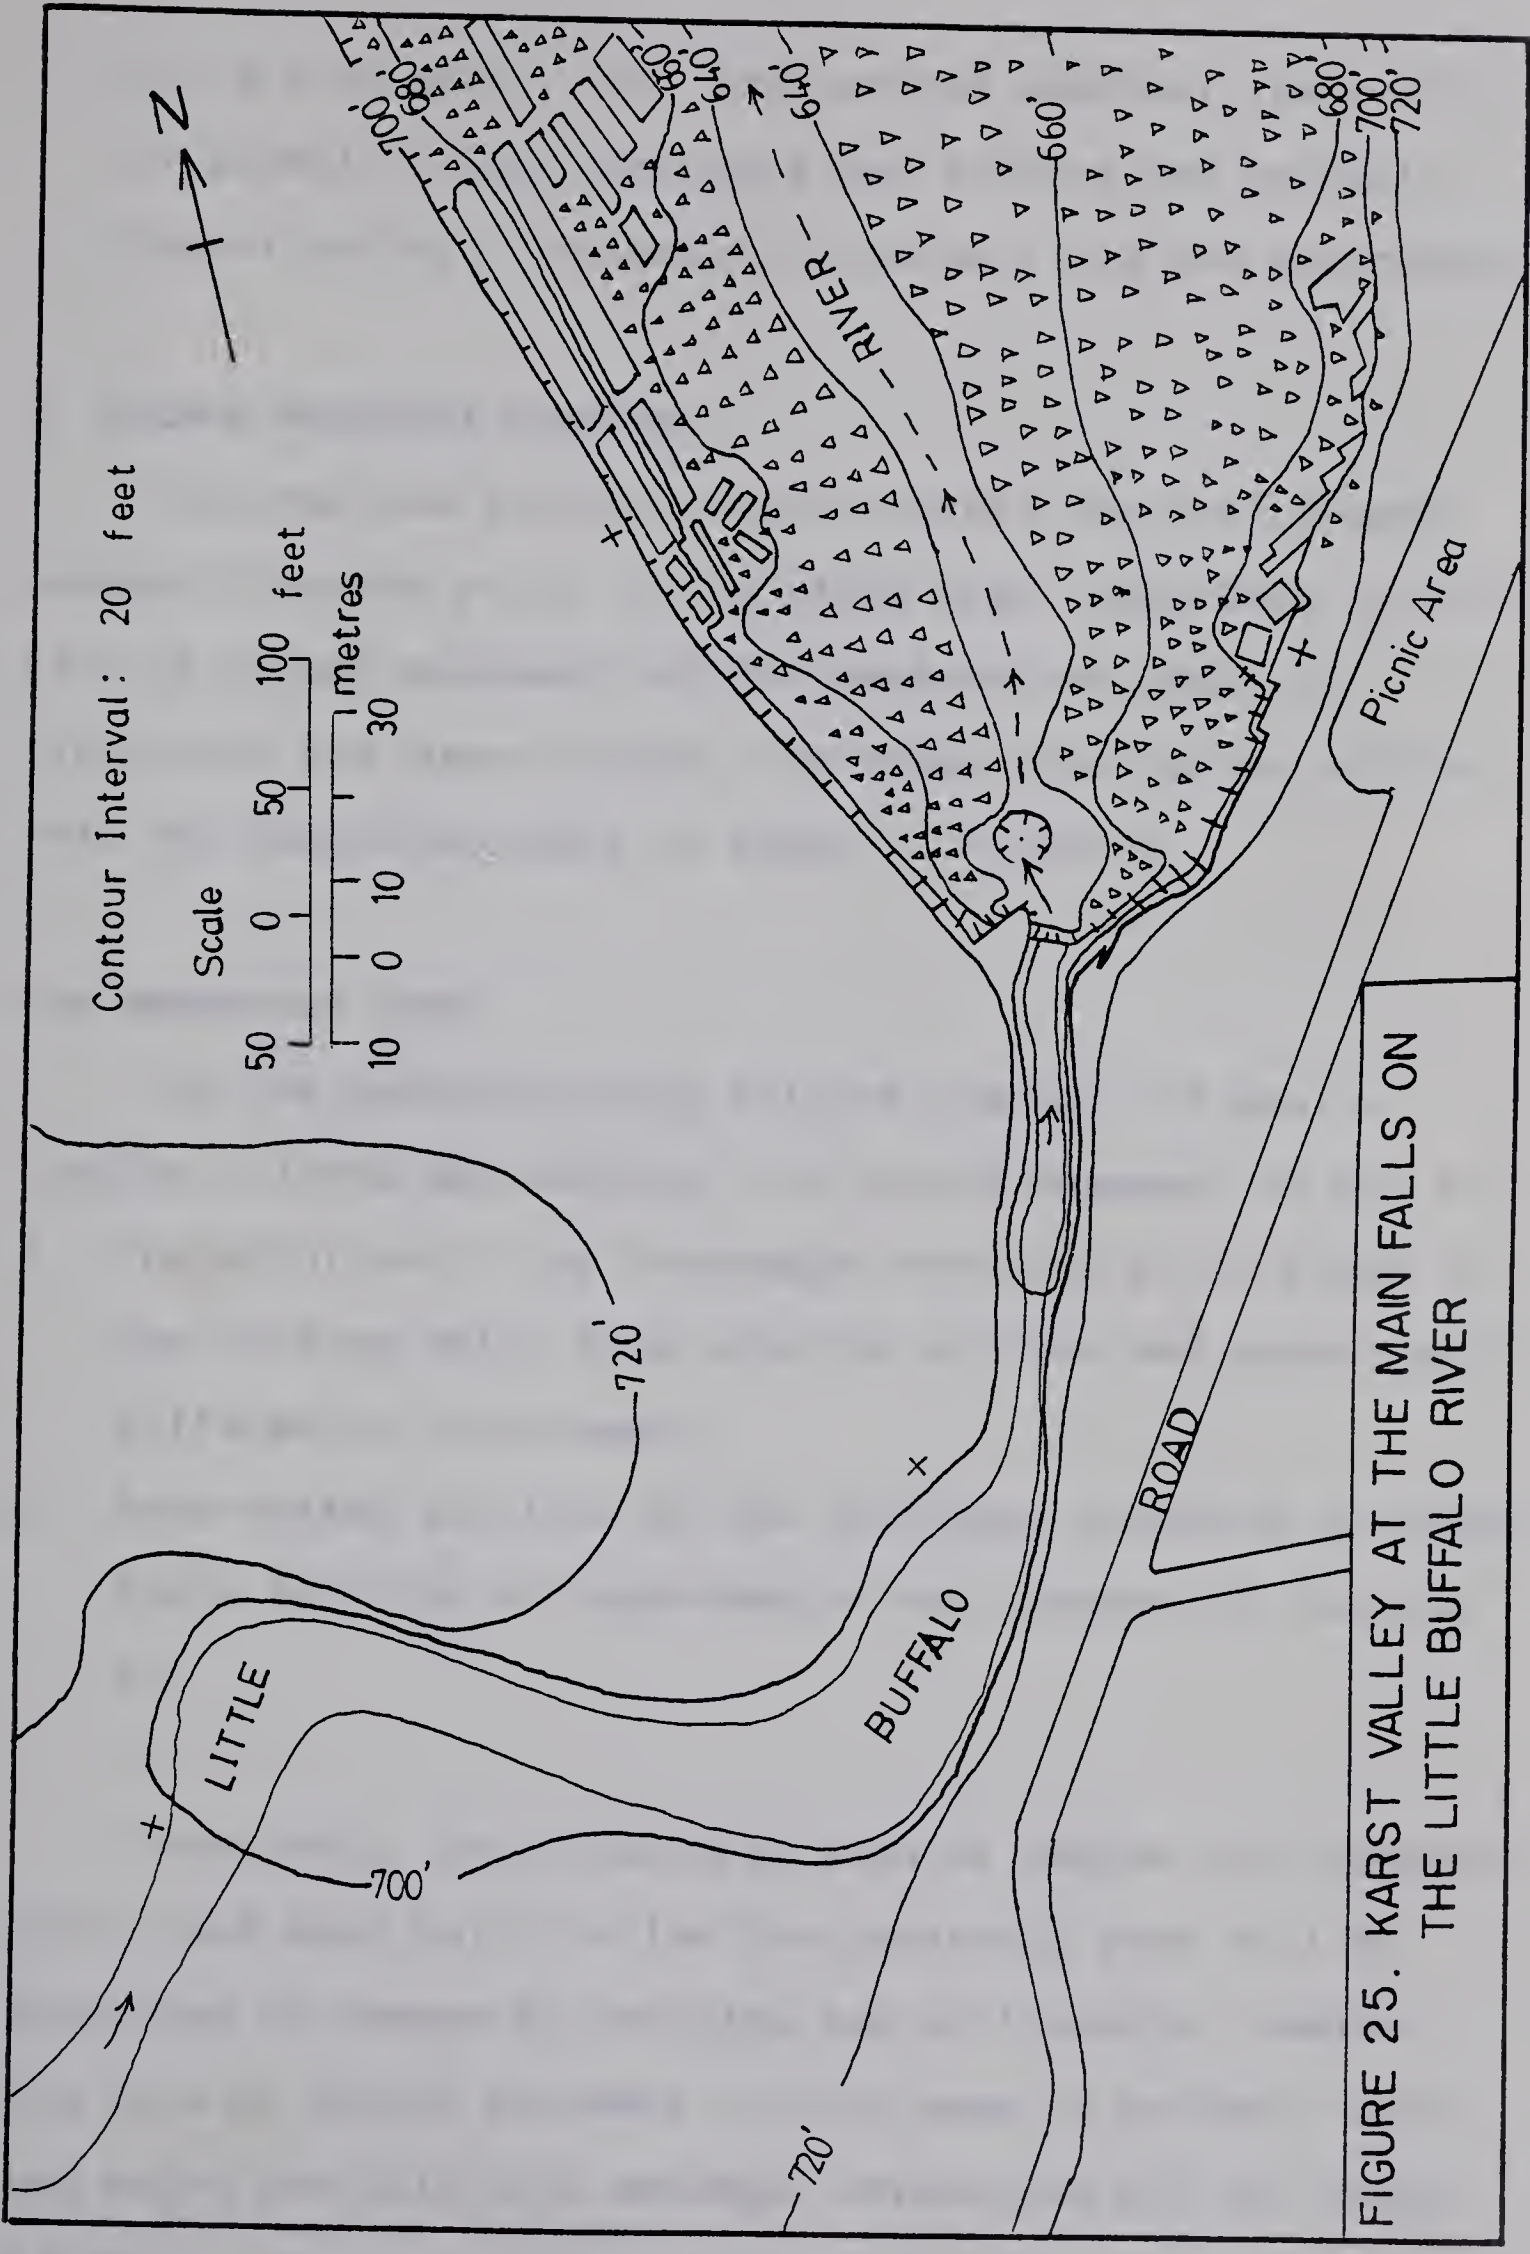 Contour Interval: 20 feet
Scale
50 0 50 100 feet
10 0 10 30 metres
N
700'
680'
660'
640'
640'
660'
680'
700'
720'
RIVER
Picnic Area
720'
ROAD
LITTLE
BUFFALO
700'
720'
FIGURE 25. KARST VALLEY AT THE MAIN FALLS ON
THE LITTLE BUFFALO RIVER